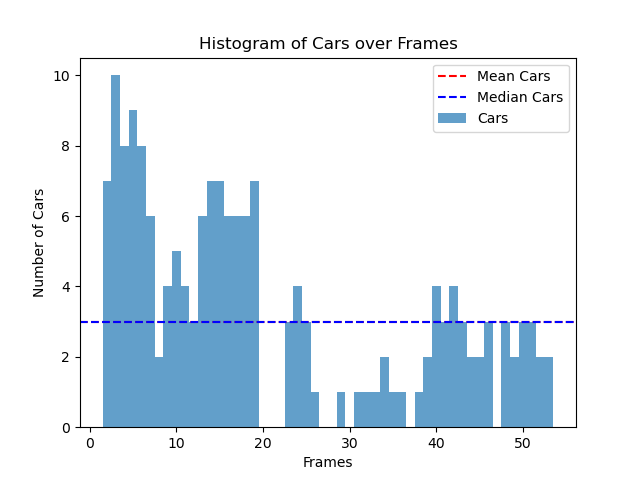 Histogram of Cars over Frames
Mean Cars
Median Cars
Cars
Number of Cars
10
8
6
4
2
0
0 10 20 30 40 50
Frames